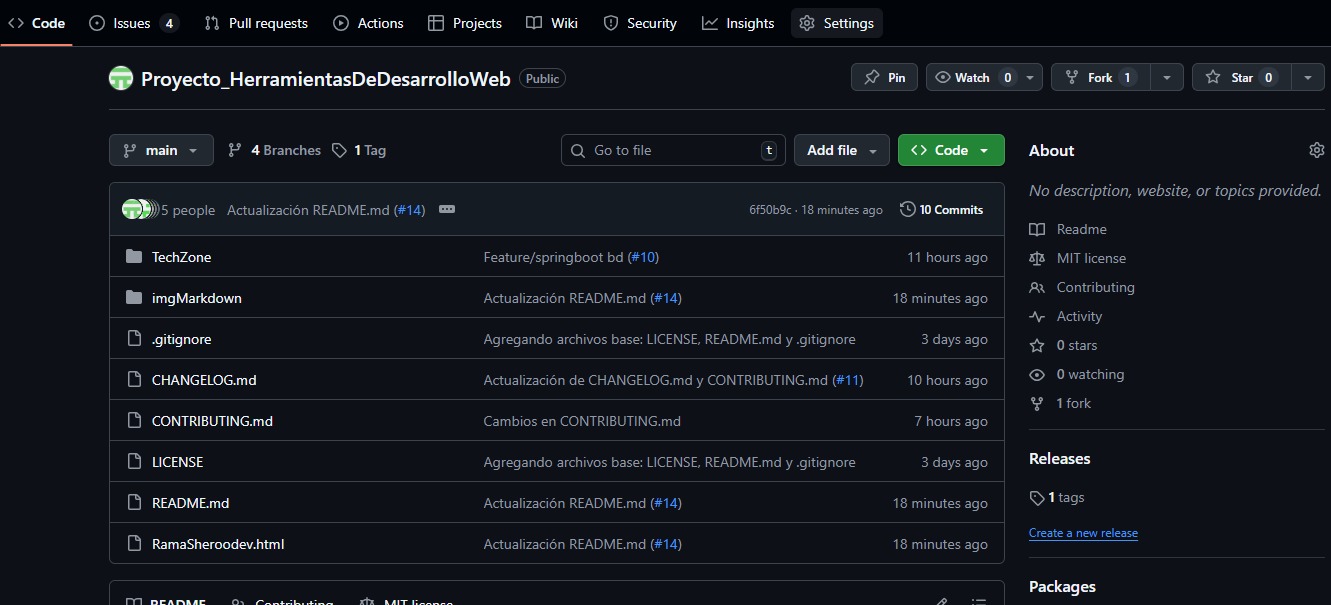 Code Issues 4 Pull requests Actions Projects Wiki Security Insights Settings
Proyecto_HerramientasDeDesarrolloWeb Public Pin Watch 0 Fork 1 Star 0
main 4 Branches 1 Tag Go to file t Add file Code
5 people Actualización README.md (#14) 6f50b9c · 18 minutes ago 10 Commits
TechZone Feature/springboot bd (#10) 11 hours ago
imgMarkdown Actualización README.md (#14) 18 minutes ago
.gitignore Agregando archivos base: LICENSE, README.md y .gitignore 3 days ago
CHANGELOG.md Actualización de CHANGELOG.md y CONTRIBUTING.md (#11) 10 hours ago
CONTRIBUTING.md Cambios en CONTRIBUTING.md 7 hours ago
LICENSE Agregando archivos base: LICENSE, README.md y .gitignore 3 days ago
README.md Actualización README.md (#14) 18 minutes ago
RamaSheroodev.html Actualización README.md (#14) 18 minutes ago
README Contributing MIT license
About
No description, website, or topics provided.
Readme
MIT license
Contributing
Activity
0 stars
0 watching
1 fork
Releases
1 tags
Create a new release
Packages